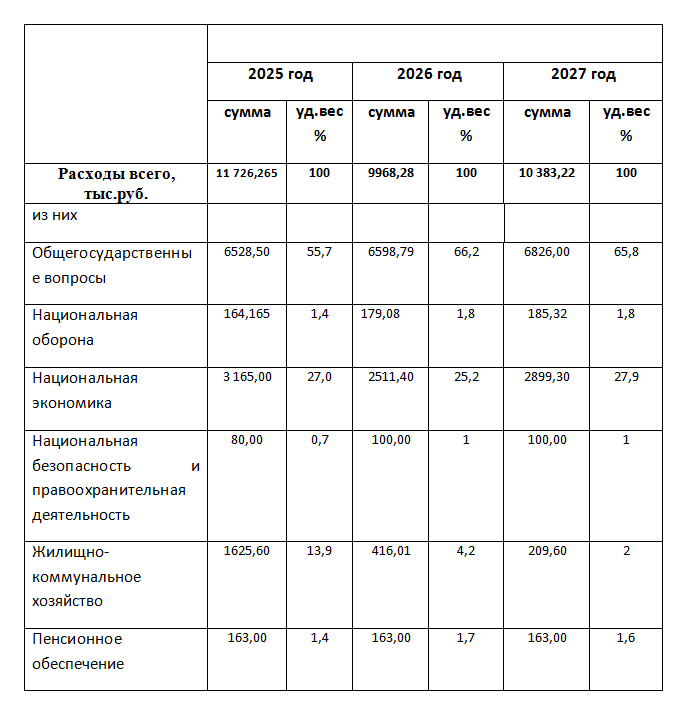 2025 год 2026 год 2027 год
сумма уд.вес % сумма уд.вес % сумма уд.вес %
Расходы всего, тыс.руб. 11 726,265 100 9968,28 100 10 383,22 100
из них
Общегосударственные вопросы 6528,50 55,7 6598,79 66,2 6826,00 65,8
Национальная оборона 164,165 1,4 179,08 1,8 185,32 1,8
Национальная экономика 3 165,00 27,0 2511,40 25,2 2899,30 27,9
Национальная безопасность и правоохранительная деятельность 80,00 0,7 100,00 1 100,00 1
Жилищно-коммунальное хозяйство 1625,60 13,9 416,01 4,2 209,60 2
Пенсионное обеспечение 163,00 1,4 163,00 1,7 163,00 1,6